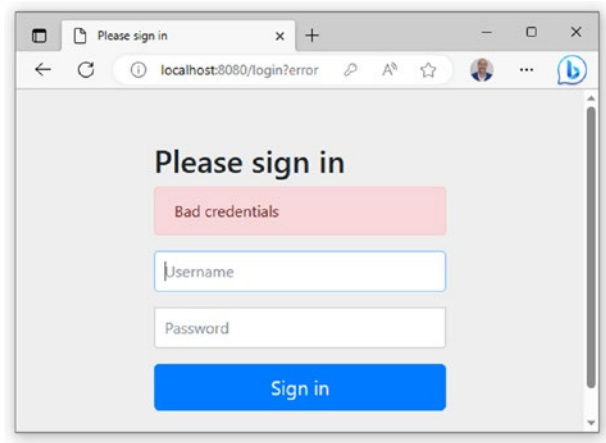 Please sign in
localhost:8080/login?error
Please sign in
Bad credentials
Username
Password
Sign in